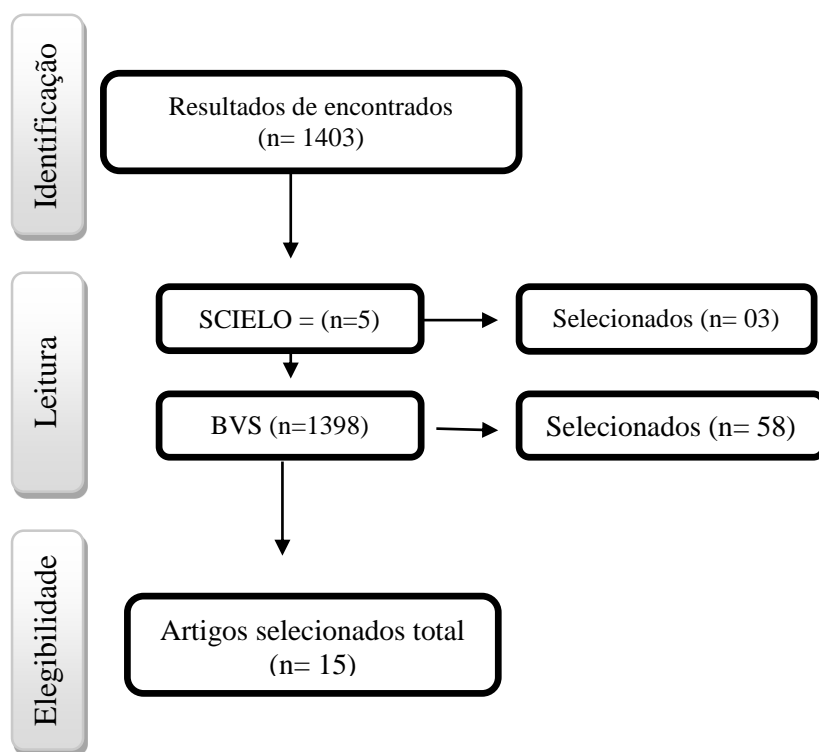 Identificação
Resultados de encontrados
(n= 1403)
Leitura
SCIELO = (n=5)
Selecionados (n= 03)
BVS (n=1398)
Selecionados (n= 58)
Elegibilidade
Artigos selecionados total
(n= 15)